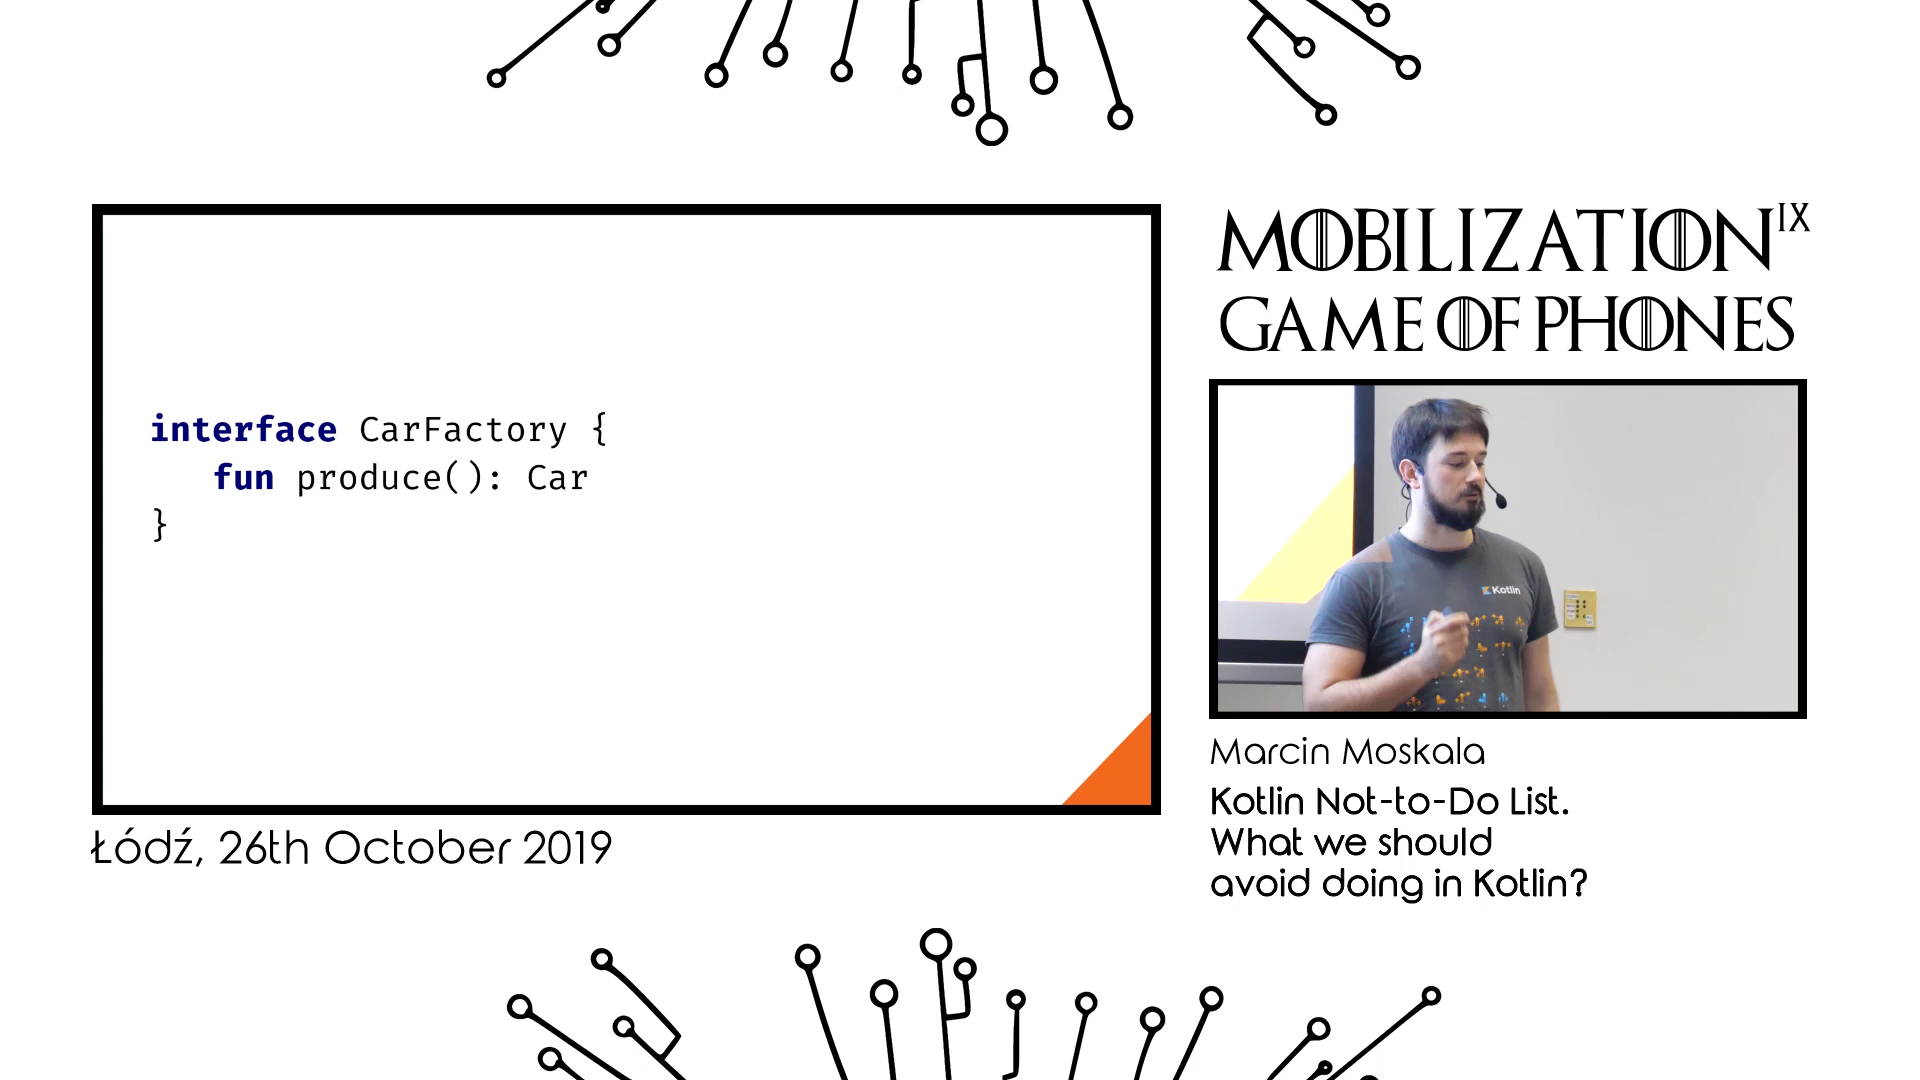 MOBILIZATION IX
GAME OF PHONES
interface CarFactory {
fun produce(): Car
}
Kotlin
Marcin Moskala
Kotlin Not-to-Do List.
What we should
avoid doing in Kotlin?
Łódź, 26th October 2019